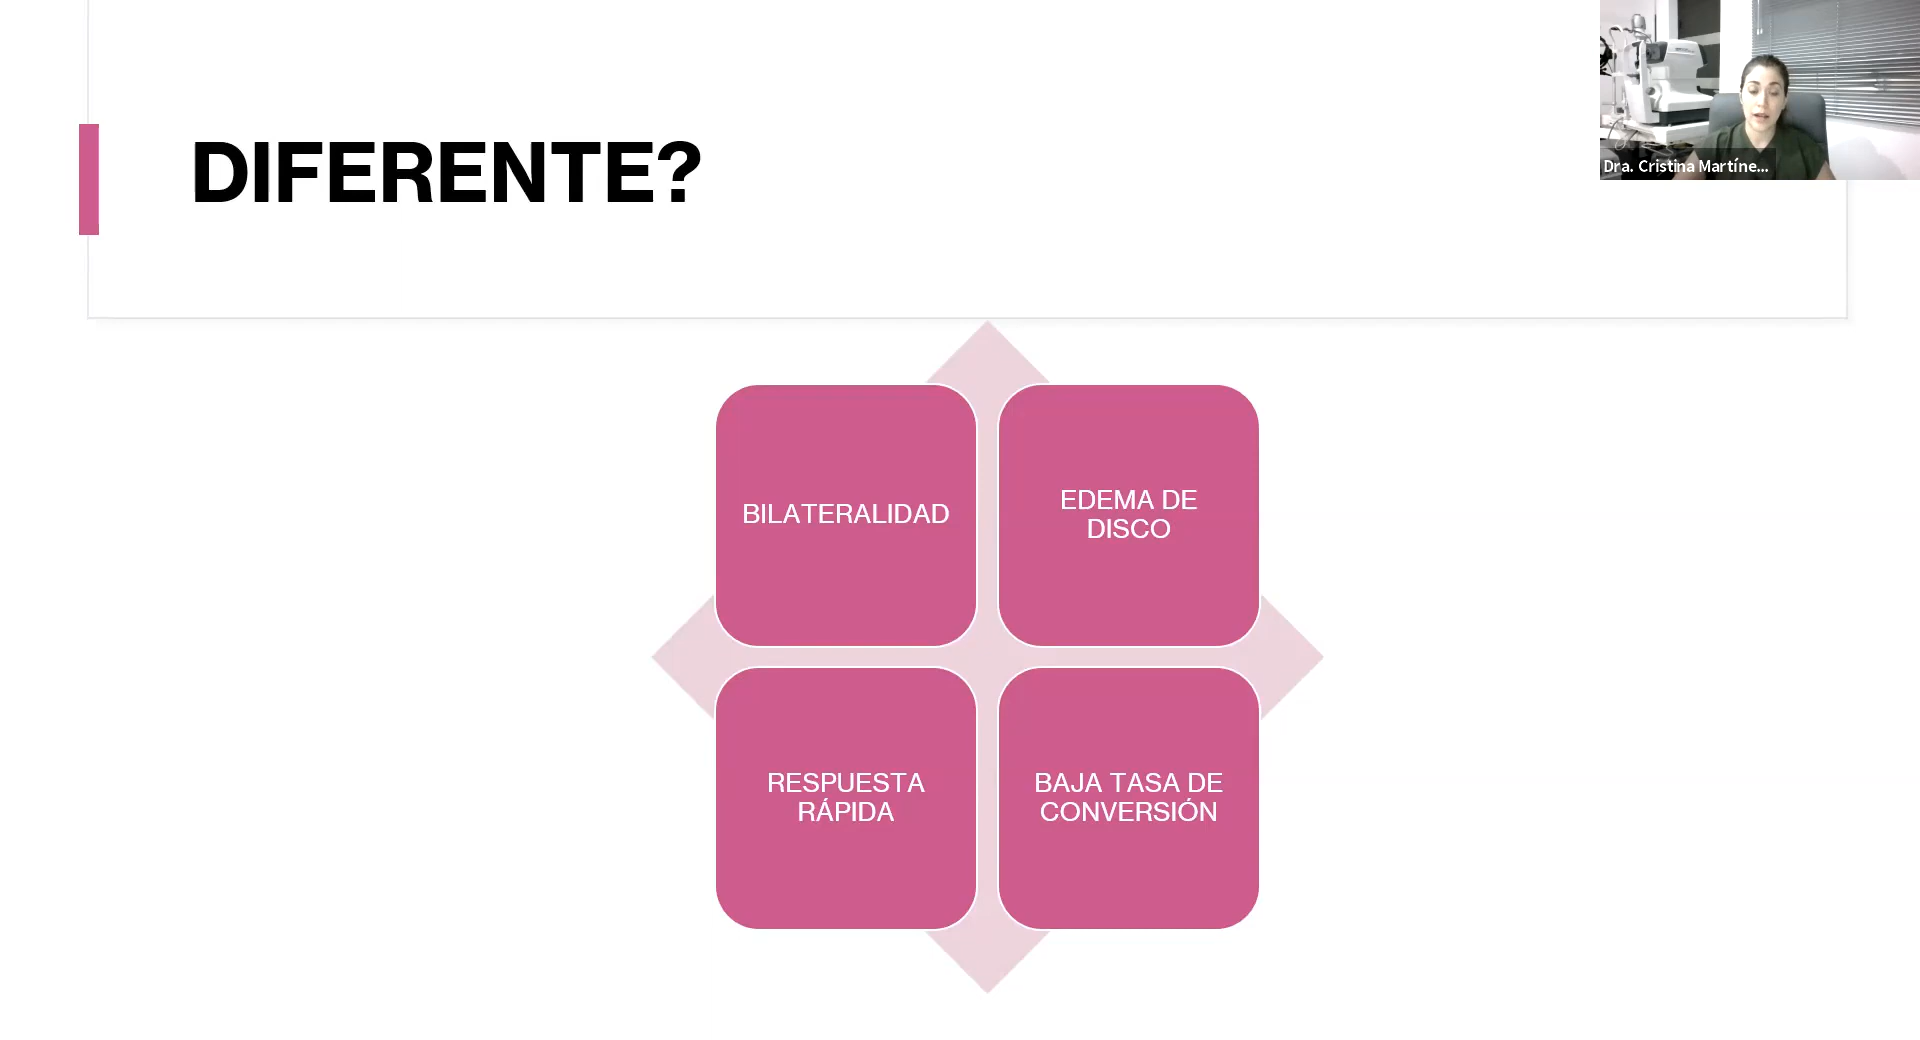 Dra. Cristina Martíne...
DIFERENTE?
BILATERALIDAD
EDEMA DE
DISCO
RESPUESTA
RÁPIDA
BAJA TASA DE
CONVERSIÓN